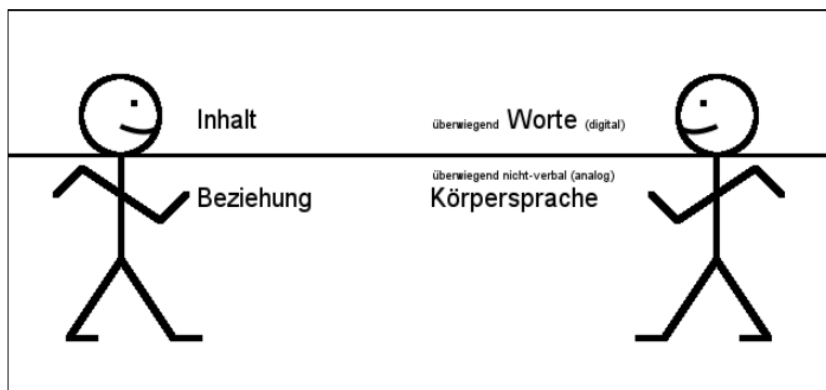 Inhalt
überwiegend Worte (digital)
überwiegend nicht-verbal (analog)
Beziehung
Körpersprache